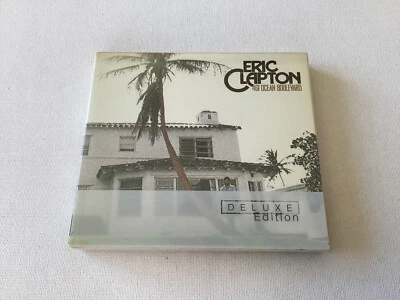 ERIC
CLAPTON
461 OCEAN BOULEVARD
DELUXE
Edition